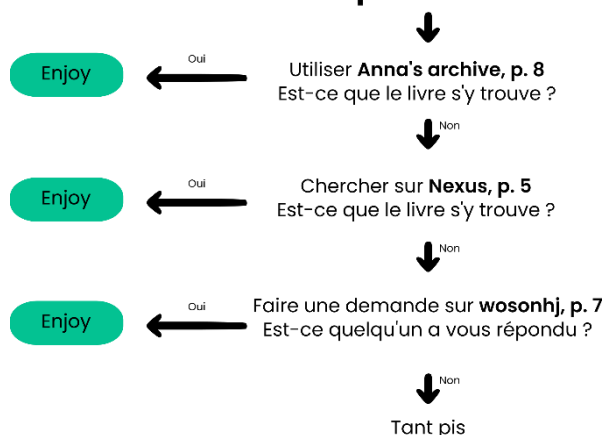 Utiliser Anna's archive, p. 8
Est-ce que le livre s'y trouve ?
Oui
Enjoy
Non
Chercher sur Nexus, p. 5
Est-ce que le livre s'y trouve ?
Oui
Enjoy
Non
Faire une demande sur wosonhj, p. 7
Est-ce quelqu'un a vous répondu ?
Oui
Enjoy
Non
Tant pis